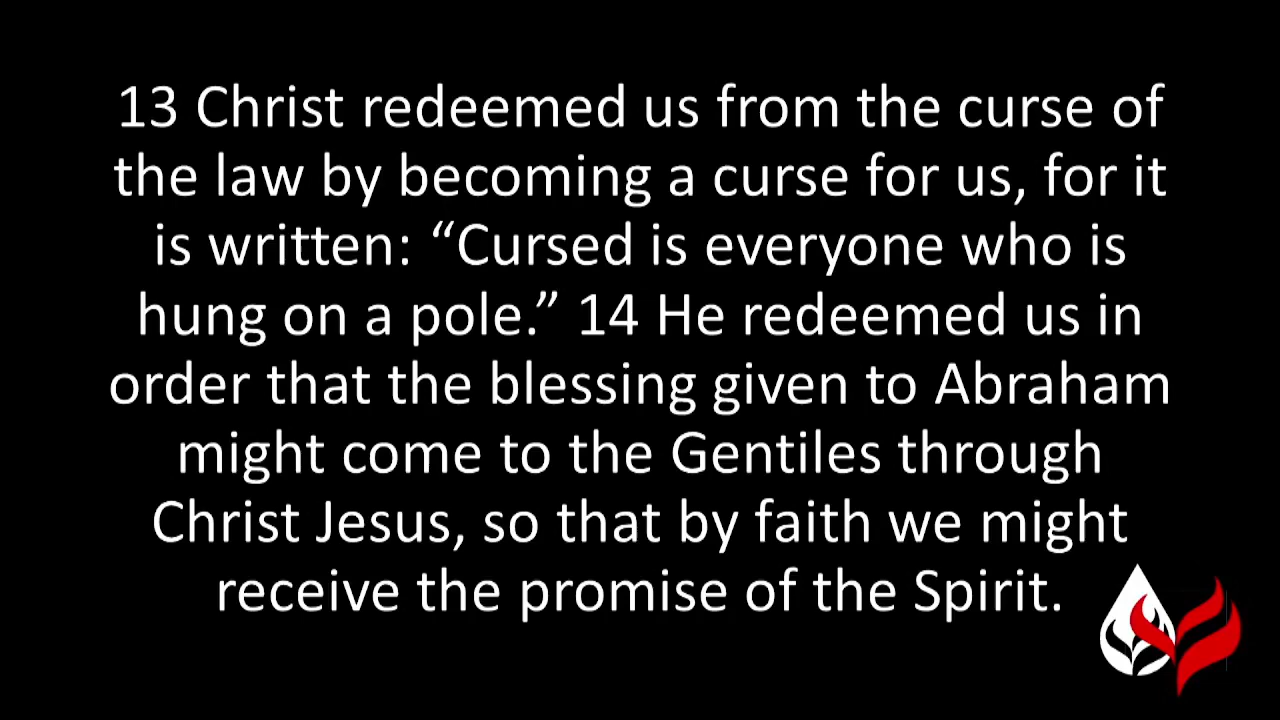 13 Christ redeemed us from the curse of
the law by becoming a curse for us, for it
is written: “Cursed is everyone who is
hung on a pole.” 14 He redeemed us in
order that the blessing given to Abraham
might come to the Gentiles through
Christ Jesus, so that by faith we might
receive the promise of the Spirit.